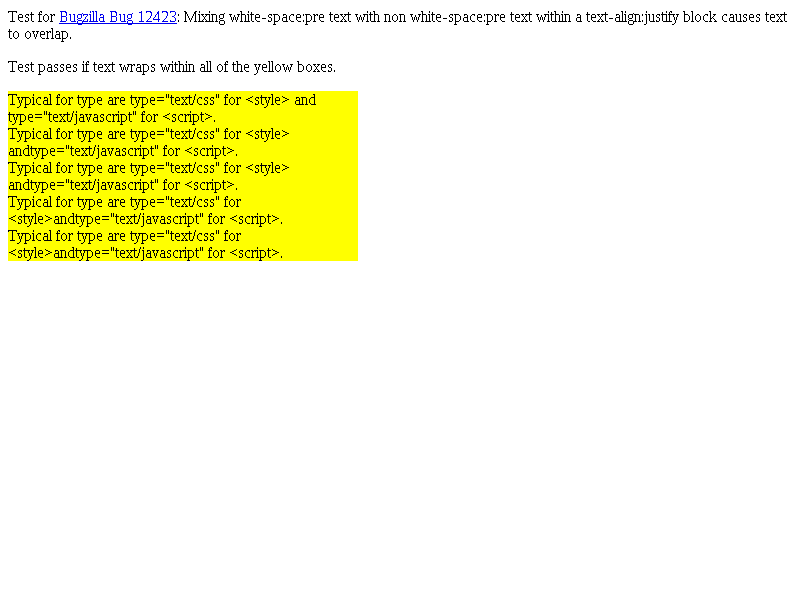 Test for Bugzilla Bug 12423: Mixing white-space:pre text with non white-space:pre text within a text-align:justify block causes text
to overlap.
Test passes if text wraps within all of the yellow boxes.
Typical for type are type="text/css" for <style> and
type="text/javascript" for <script>.
Typical for type are type="text/css" for <style>
andtype="text/javascript" for <script>.
Typical for type are type="text/css" for <style>
andtype="text/javascript" for <script>.
Typical for type are type="text/css" for
<style>andtype="text/javascript" for <script>.
Typical for type are type="text/css" for
<style>andtype="text/javascript" for <script>.